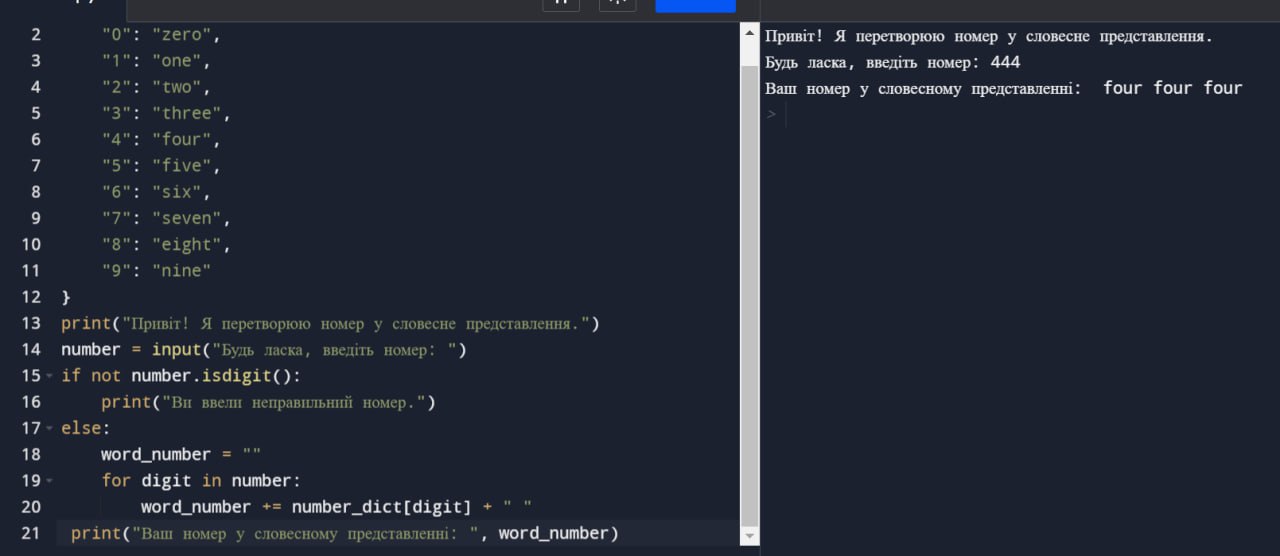 2 "0": "zero",
3 "1": "one",
4 "2": "two",
5 "3": "three",
6 "4": "four",
7 "5": "five",
8 "6": "six",
9 "7": "seven",
10 "8": "eight",
11 "9": "nine"
12 }
13 print("Привіт! Я перетворюю номер у словесне представлення.")
14 number = input("Будь ласка, введіть номер: ")
15 if not number.isdigit():
16 print("Ви ввели неправильний номер.")
17 else:
18 word_number = ""
19 for digit in number:
20 word_number += number_dict[digit] + " "
21 print("Ваш номер у словесному представленні: ", word_number)
Привіт! Я перетворюю номер у словесне представлення.
Будь ласка, введіть номер: 444
Ваш номер у словесному представленні:  four four four
>